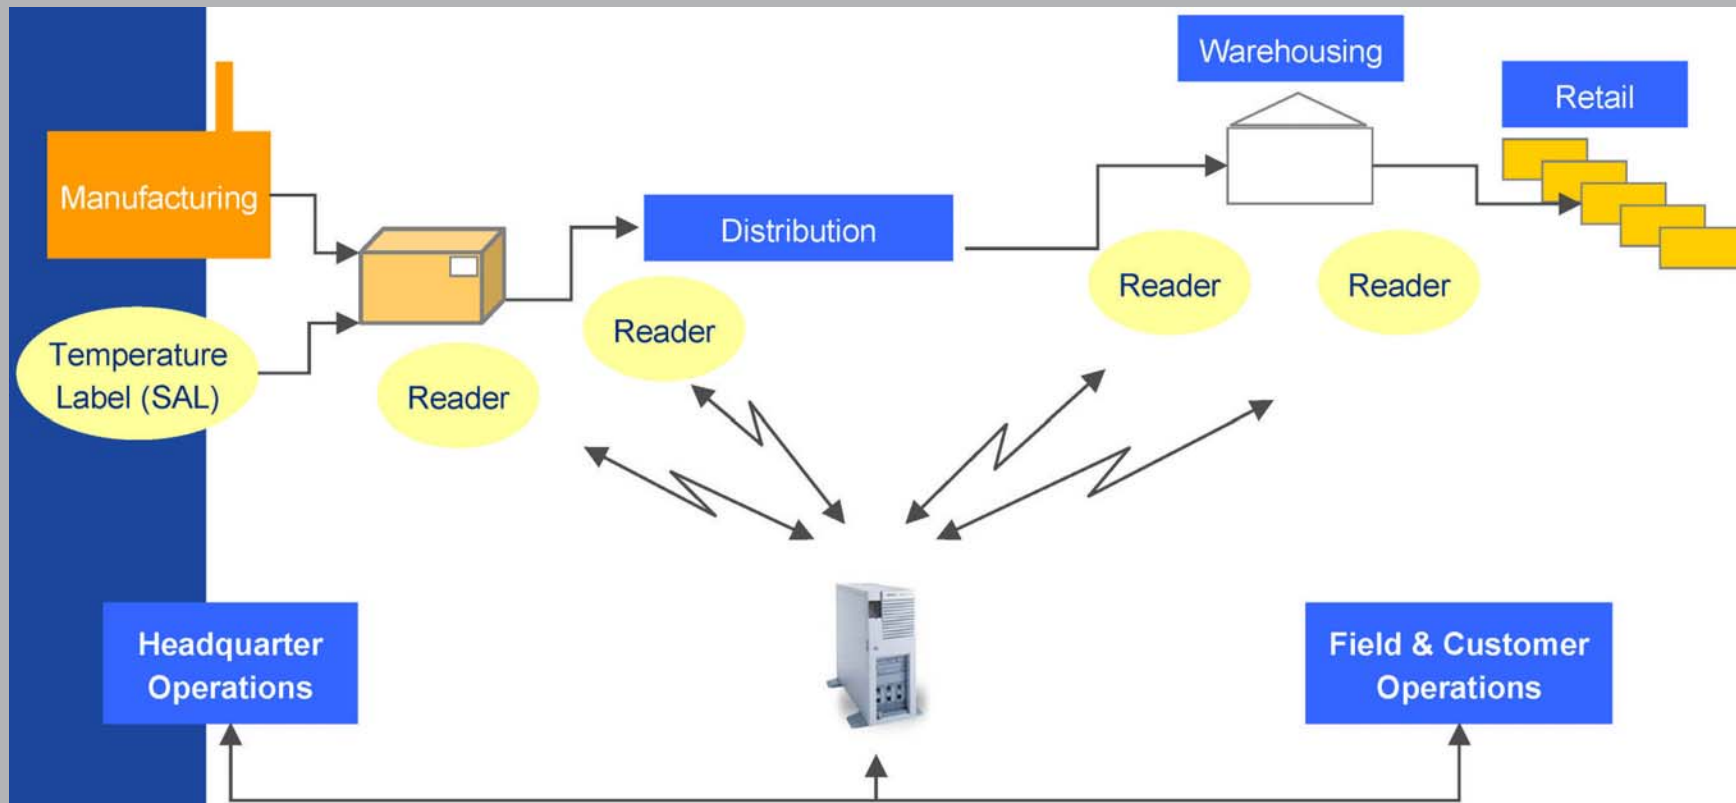 Warehousing
Retail
Manufacturing
Distribution
Reader
Reader
Reader
Temperature
Label (SAL)
Reader
Headquarter
Operations
Field & Customer
Operations